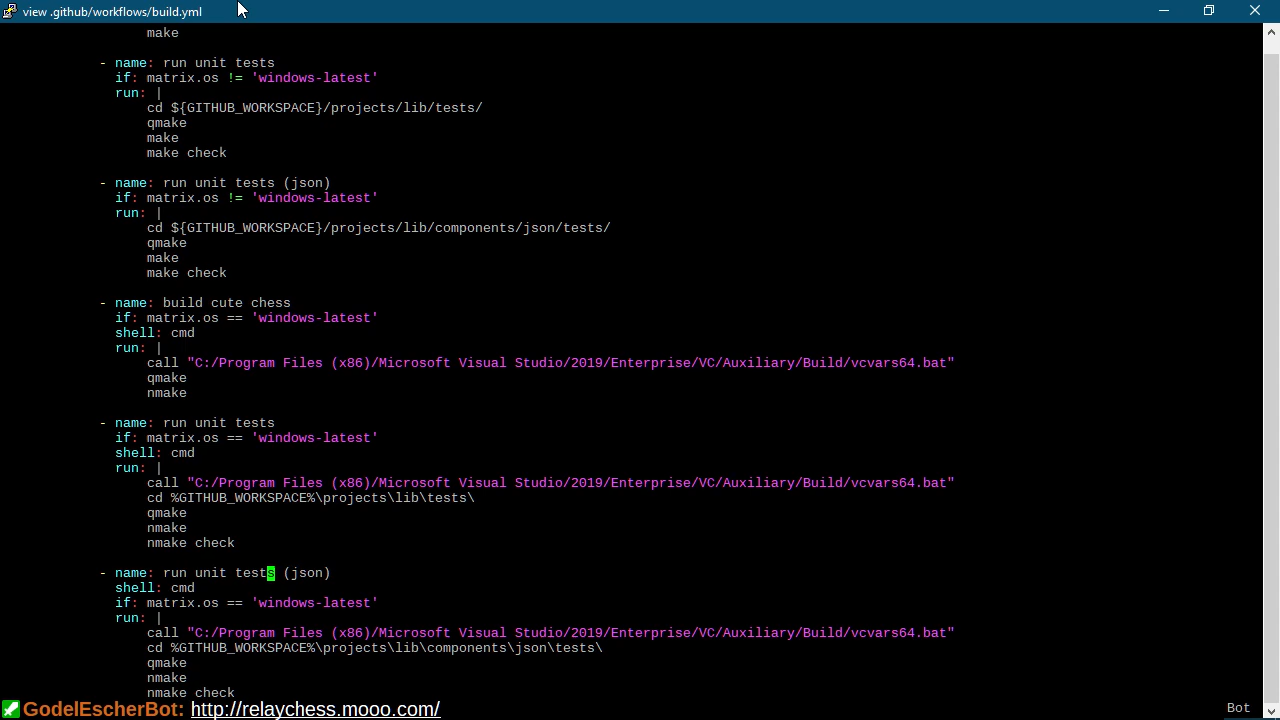 view .github/workflows/build.yml
make
- name: run unit tests
if: matrix.os != 'windows-latest'
run: |
cd ${GITHUB_WORKSPACE}/projects/lib/tests/
qmake
make
make check
- name: run unit tests (json)
if: matrix.os != 'windows-latest'
run: |
cd ${GITHUB_WORKSPACE}/projects/lib/components/json/tests/
qmake
make
make check
- name: build cute chess
if: matrix.os == 'windows-latest'
shell: cmd
run: |
call "C:/Program Files (x86)/Microsoft Visual Studio/2019/Enterprise/VC/Auxiliary/Build/vcvars64.bat"
qmake
nmake
- name: run unit tests
if: matrix.os == 'windows-latest'
shell: cmd
run: |
call "C:/Program Files (x86)/Microsoft Visual Studio/2019/Enterprise/VC/Auxiliary/Build/vcvars64.bat"
cd %GITHUB_WORKSPACE%\projects\lib\tests\
qmake
nmake
nmake check
- name: run unit tests (json)
shell: cmd
if: matrix.os == 'windows-latest'
run: |
call "C:/Program Files (x86)/Microsoft Visual Studio/2019/Enterprise/VC/Auxiliary/Build/vcvars64.bat"
cd %GITHUB_WORKSPACE%\projects\lib\components\json\tests\
qmake
nmake
nmake check
GodelEscherBot: http://relaychess.mooo.com/
Bot